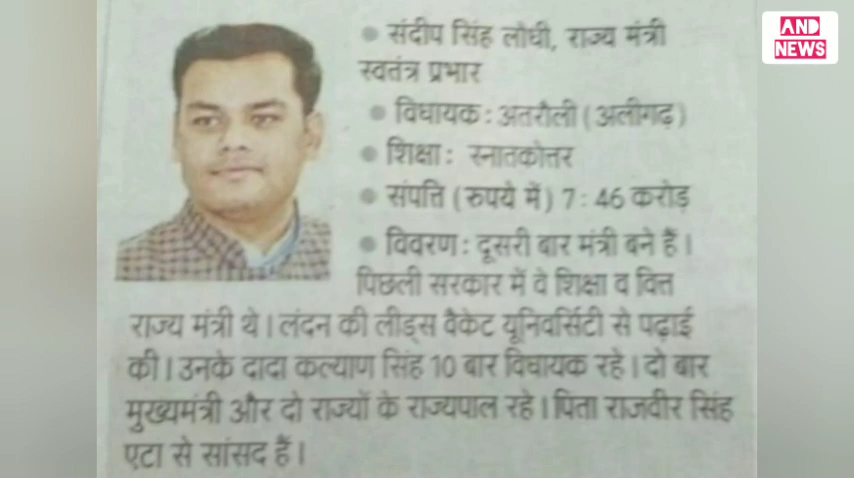 AND
NEWS
• संदीप सिंह लोधी, राज्य मंत्री
स्वतंत्र प्रभार
• विधायक : अतरौली (अलीगढ़)
• शिक्षा : स्नातकोत्तर
• संपत्ति (रुपये में) 7 : 46 करोड़
• विवरण : दूसरी बार मंत्री बने हैं।
पिछली सरकार में वे शिक्षा व वित्त
राज्य मंत्री थे। लंदन की लीड्स वैकेट यूनिवर्सिटी से पढ़ाई
की। उनके दादा कल्याण सिंह 10 बार विधायक रहे। दो बार
मुख्यमंत्री और दो राज्यों के राज्यपाल रहे। पिता राजवीर सिंह
एटा से सांसद हैं।